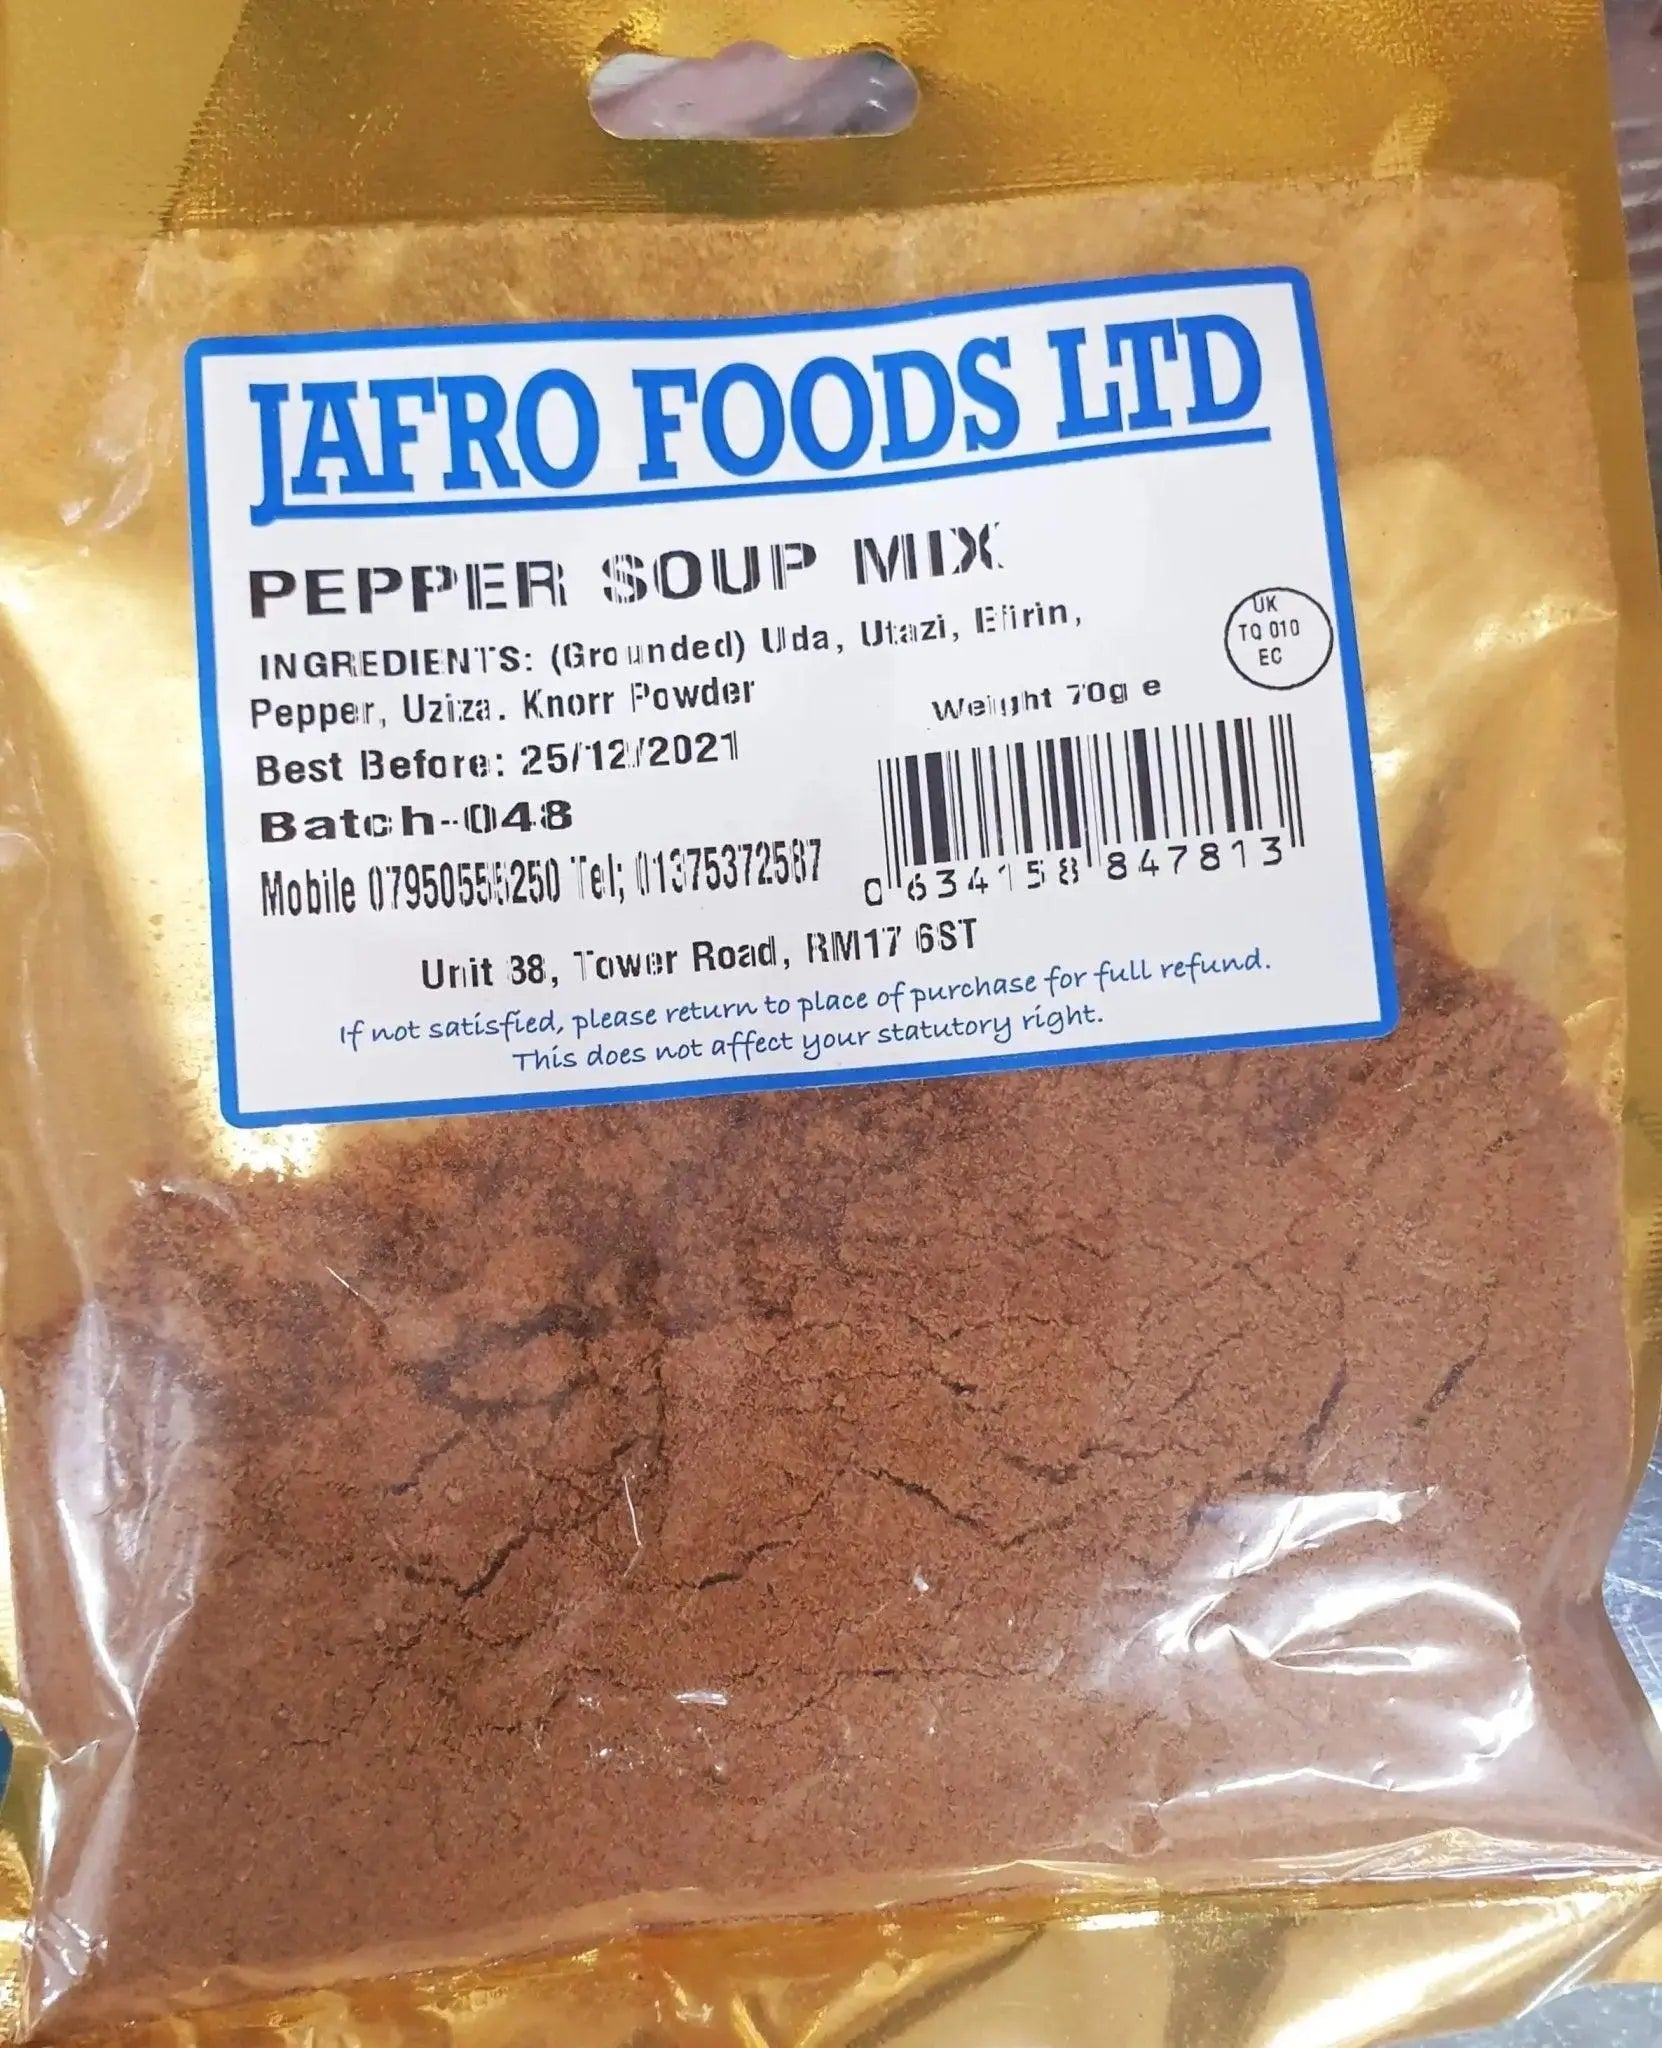 JAFRO FOODS LTD
PEPPER SOUP MIX
INGREDIENTS: (Grounded) Uda, Utazi, Efirin,
Pepper, Uziza. Knorr Powder
Best Before: 25/12/2021
Batch-048
Mobile 07950555250 Tel; 01375372587
Unit 38, Tower Road, RM17 6ST
If not satisfied, please return to place of purchase for full refund.
This does not affect your statutory right.
UK
TQ 010
EC
Weight 70g e
0 634158 847813